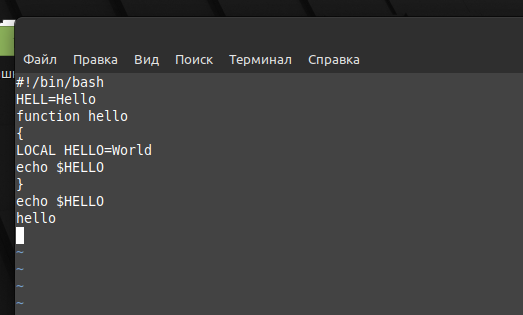 ши
Файл Правка Вид Поиск Терминал Справка
#!/bin/bash
HELL=Hello
function hello
{
LOCAL HELLO=World
echo $HELLO
}
echo $HELLO
hello
~
~
~
~